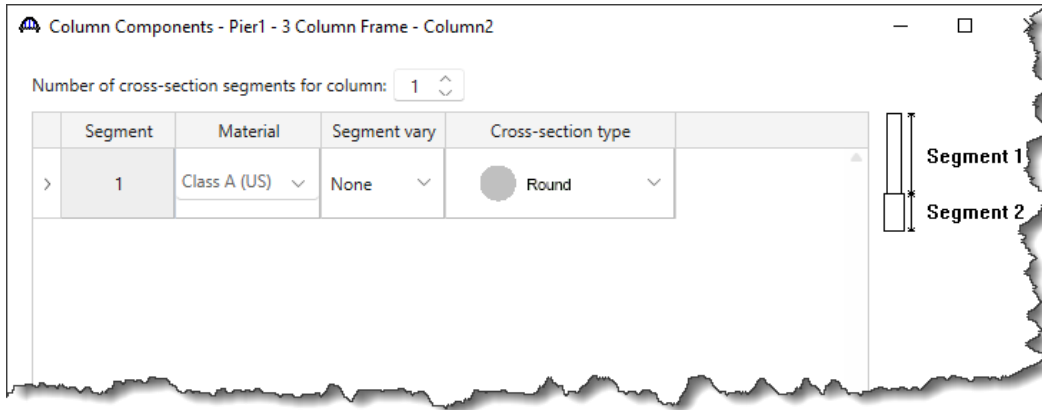 Column Components - Pier1 - 3 Column Frame - Column2
Number of cross-section segments for column: 1
Segment Material Segment vary Cross-section type
1 Class A (US) None Round
Segment 1
Segment 2